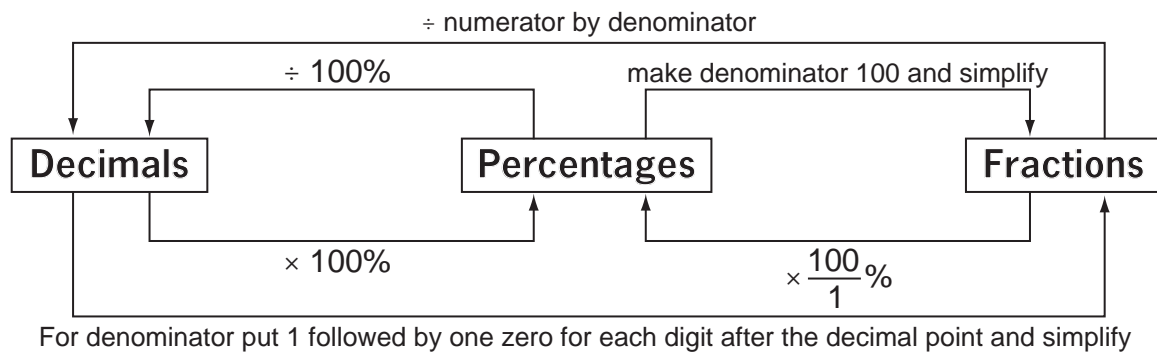 ÷ numerator by denominator
÷ 100%
make denominator 100 and simplify
Decimals
Percentages
Fractions
× 100%
× 100/1 %
For denominator put 1 followed by one zero for each digit after the decimal point and simplify